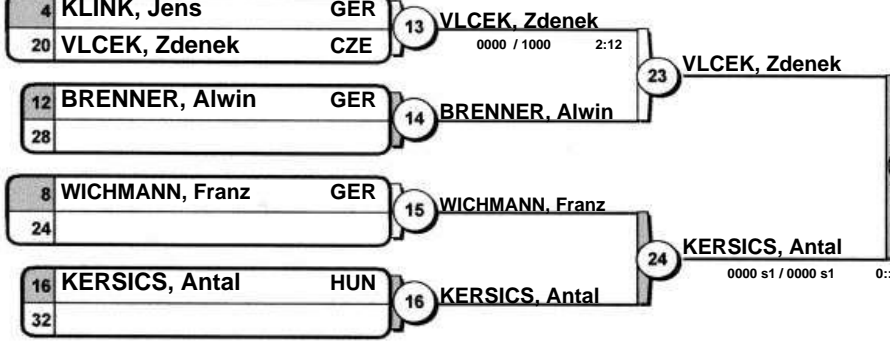 4 KLINK, Jens GER
20 VLCEK, Zdenek CZE
13 VLCEK, Zdenek
0000 / 1000 2:12
23 VLCEK, Zdenek
12 BRENNER, Alwin GER
28
14 BRENNER, Alwin
8 WICHMANN, Franz GER
24
15 WICHMANN, Franz
24 KERSICS, Antal
0000 s1 / 0000 s1
16 KERSICS, Antal HUN
32
16 KERSICS, Antal